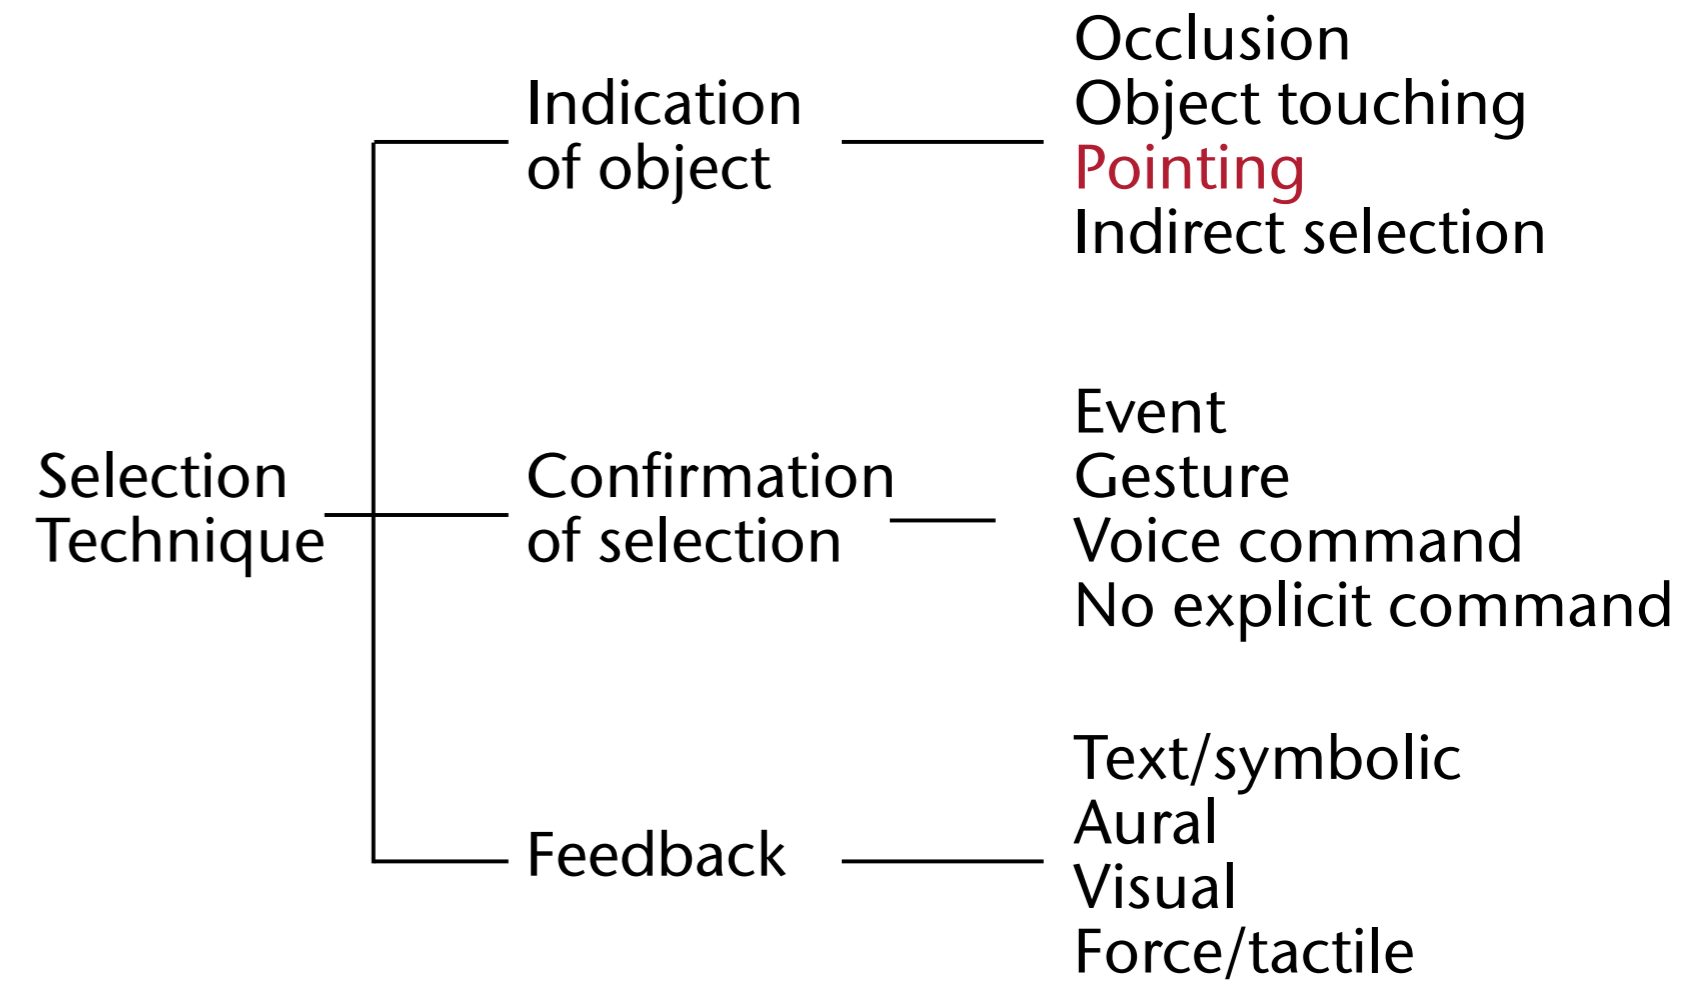 Selection
Technique
Indication
of object
Occlusion
Object touching
Pointing
Indirect selection
Confirmation
of selection
Event
Gesture
Voice command
No explicit command
Feedback
Text/symbolic
Aural
Visual
Force/tactile